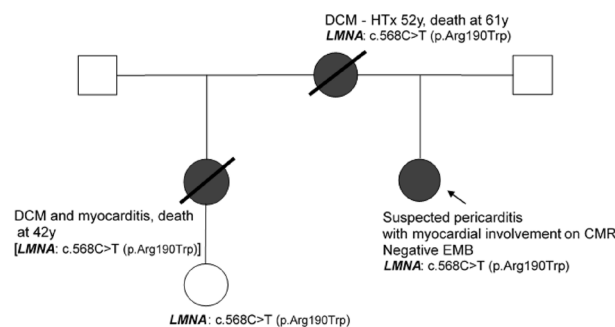 DCM - HTx 52y, death at 61y
LMNA: c.568C>T (p.Arg190Trp)
DCM and myocarditis, death
at 42y
[LMNA: c.568C>T (p.Arg190Trp)]
Suspected pericarditis
with myocardial involvement on CMR
Negative EMB
LMNA: c.568C>T (p.Arg190Trp)
LMNA: c.568C>T (p.Arg190Trp)